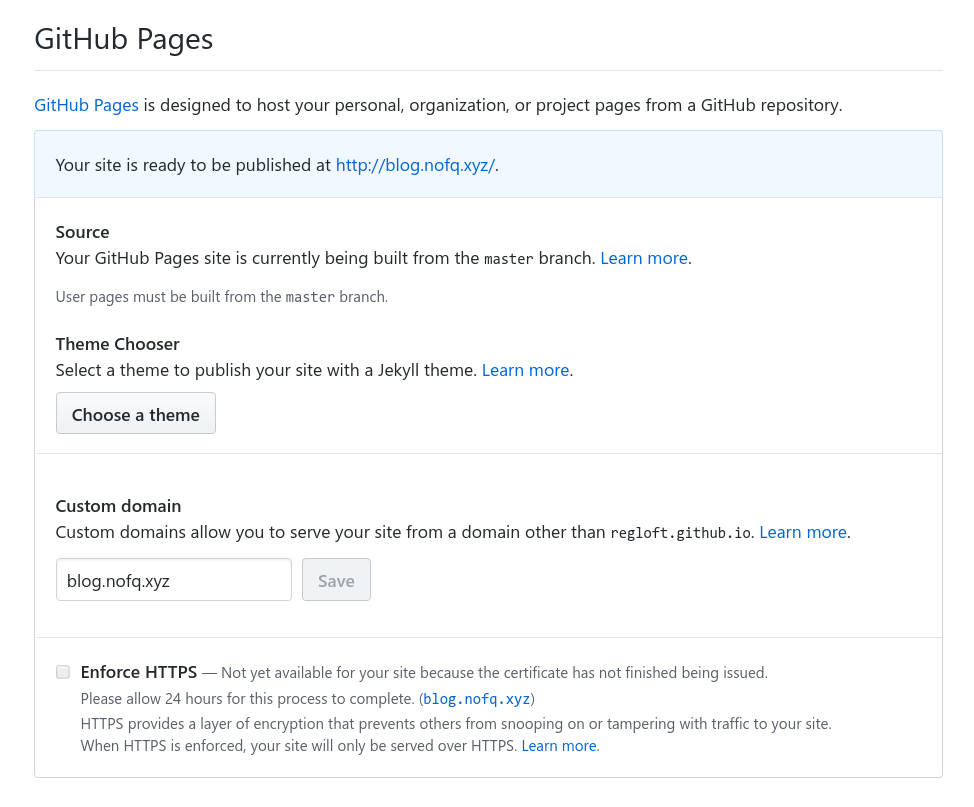 GitHub Pages
GitHub Pages is designed to host your personal, organization, or project pages from a GitHub repository.
Your site is ready to be published at http://blog.nofq.xyz/.
Source
Your GitHub Pages site is currently being built from the master branch. Learn more.
User pages must be built from the master branch.
Theme Chooser
Select a theme to publish your site with a Jekyll theme. Learn more.
Choose a theme
Custom domain
Custom domains allow you to serve your site from a domain other than regloft.github.io. Learn more.
blog.nofq.xyz Save
Enforce HTTPS — Not yet available for your site because the certificate has not finished being issued.
Please allow 24 hours for this process to complete. (blog.nofq.xyz)
HTTPS provides a layer of encryption that prevents others from snooping on or tampering with traffic to your site.
When HTTPS is enforced, your site will only be served over HTTPS. Learn more.